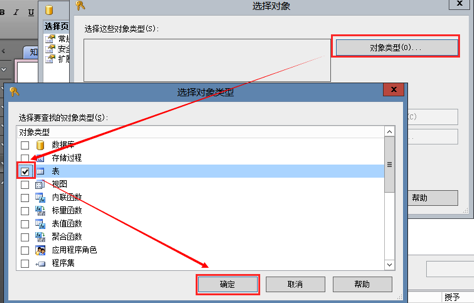 选择对象
选择页
选择这些对象类型(S):
常规
对象类型(O)...
安全
扩展
知
选择对象类型
选择要查找的对象类型(S):
对象类型
数据库
存储过程
表
视图
内联函数
标量函数
表值函数
聚合函数
应用程序角色
程序集
帮助
确定
取消
帮助
授予